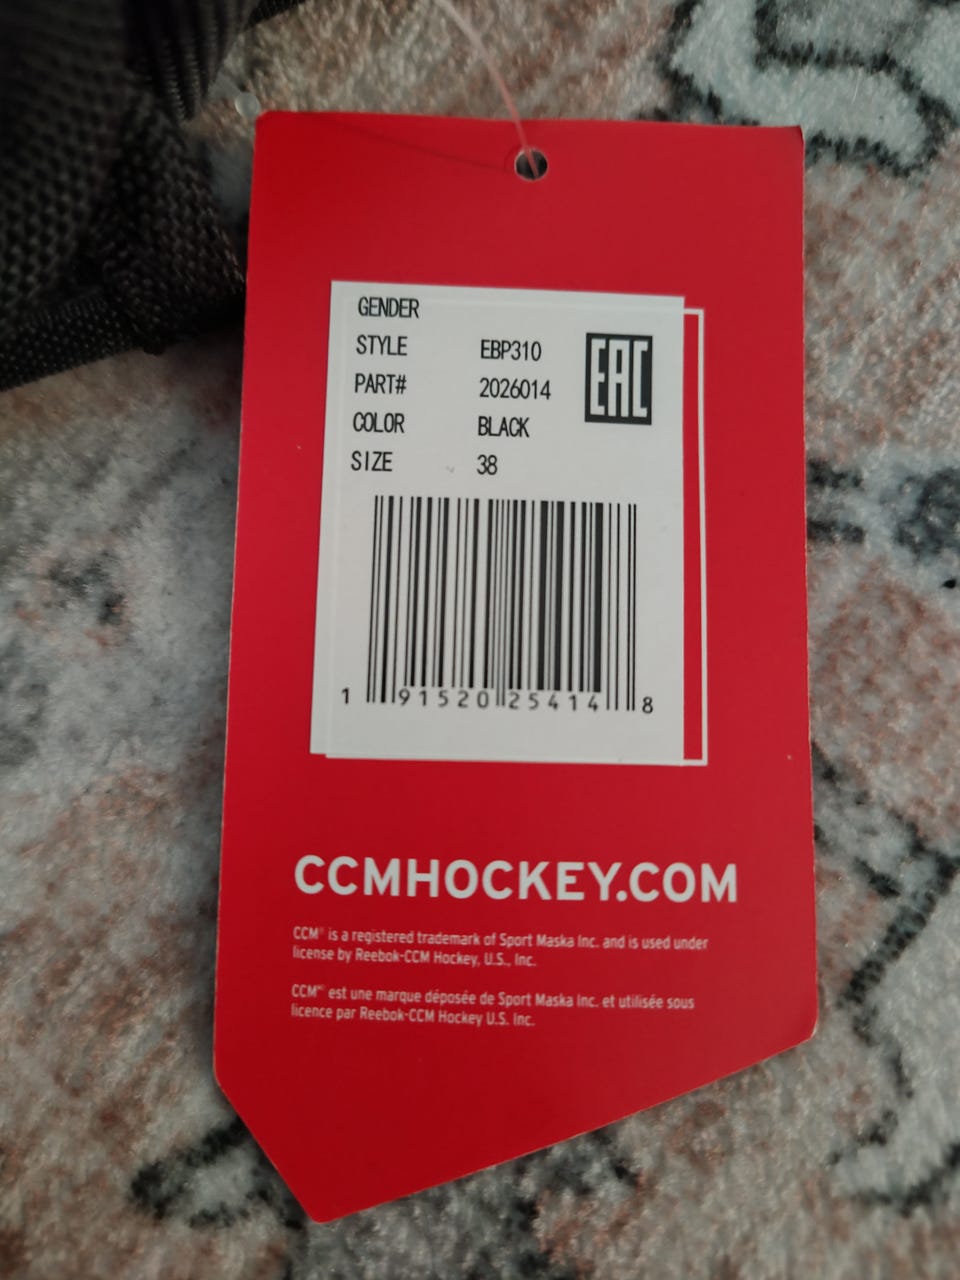 GENDER
STYLE EBP310
PART# 2026014
COLOR BLACK
SIZE 38
EAC
1 91520 25414 8
CCMHOCKEY.COM
CCM® is a registered trademark of Sport Maska Inc. and is used under
license by Reebok-CCM Hockey, U.S., Inc.
CCMᴹᶜ est une marque déposée de Sport Maska Inc. et utilisée sous
licence par Reebok-CCM Hockey U.S. Inc.